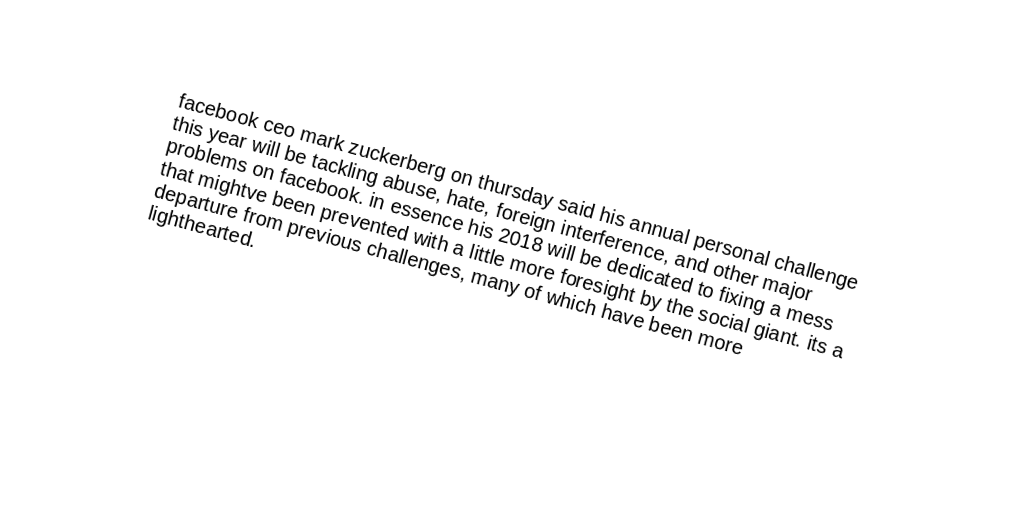 facebook ceo mark zuckerberg on thursday said his annual personal challenge
this year will be tackling abuse, hate, foreign interference, and other major
problems on facebook. in essence his 2018 will be dedicated to fixing a mess
that mightve been prevented with a little more foresight by the social giant. its a
departure from previous challenges, many of which have been more
lighthearted.